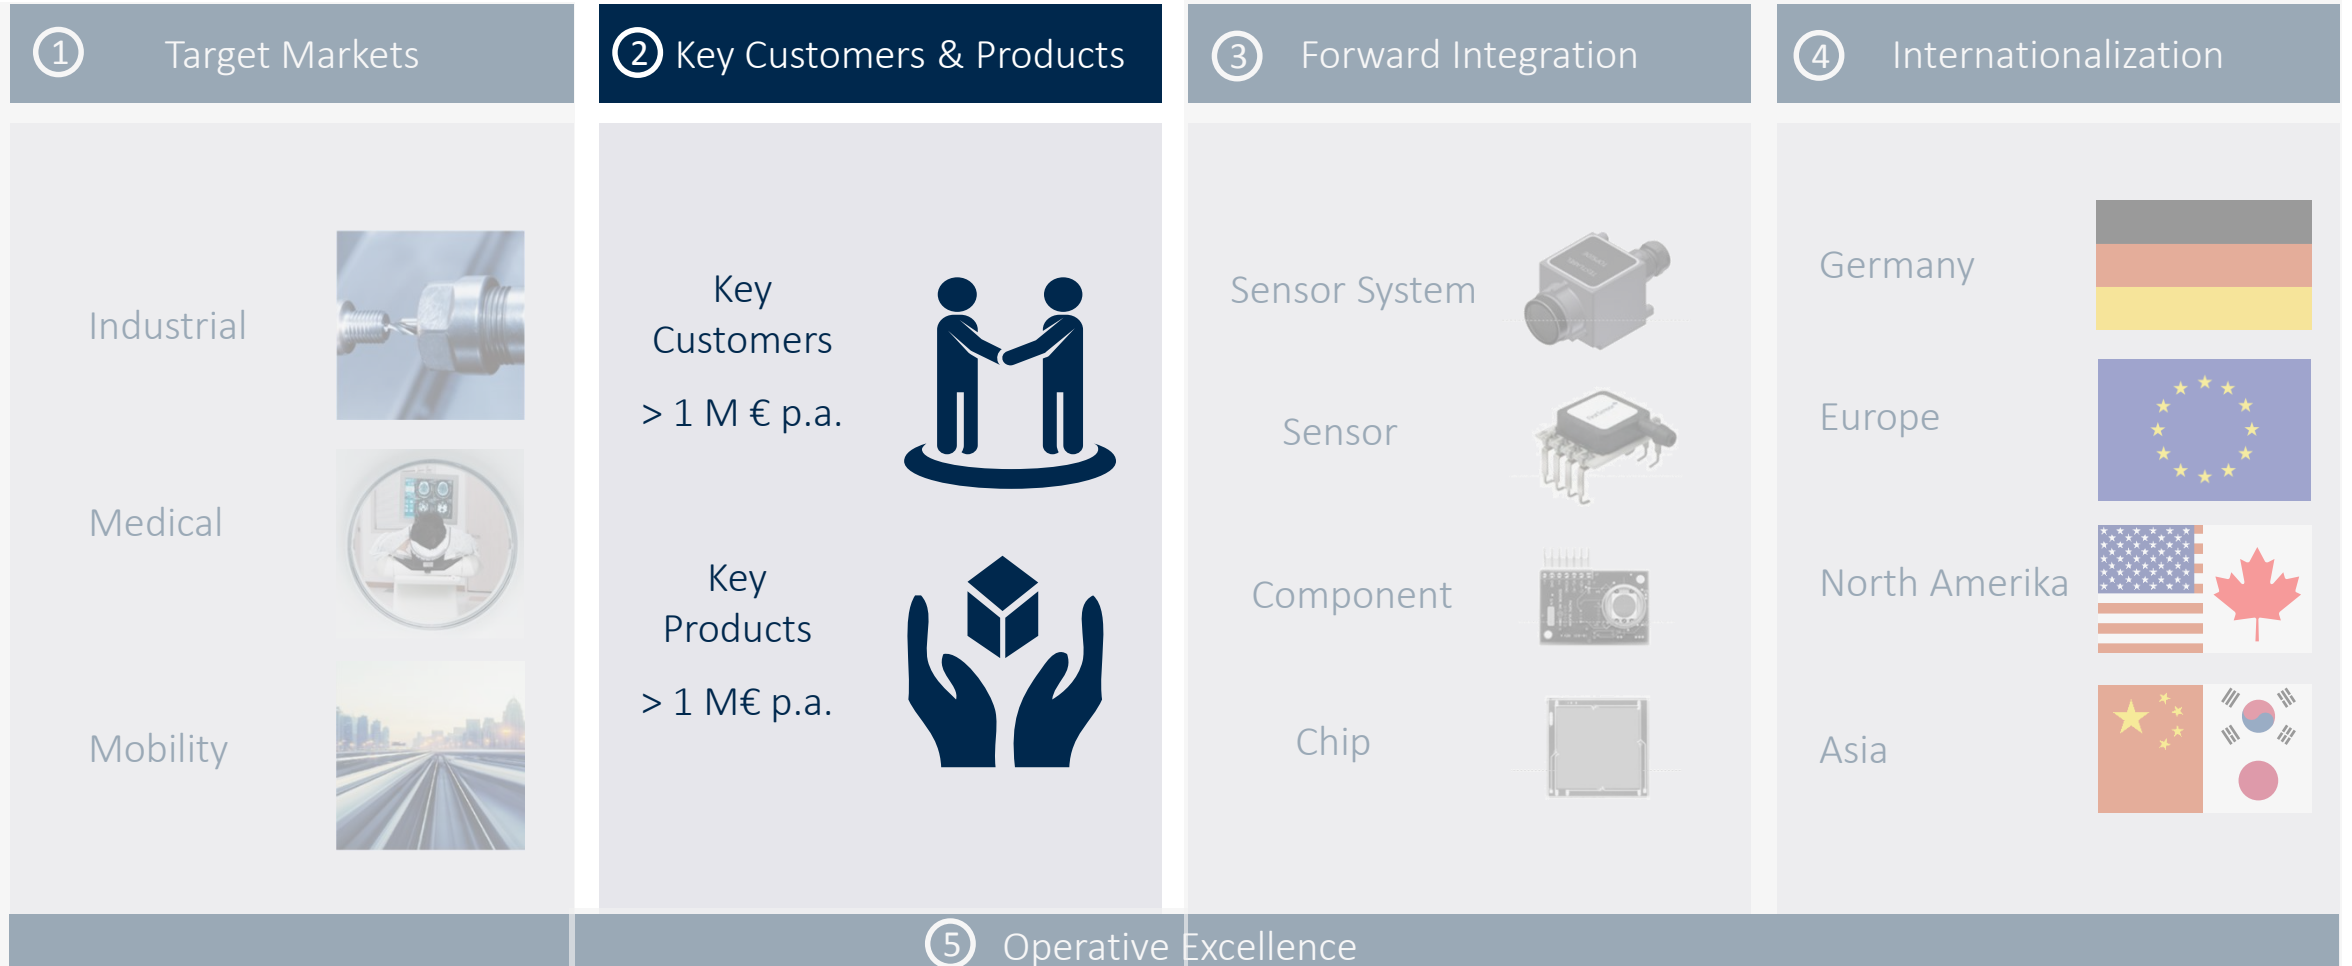 1 Target Markets
Industrial
Medical
Mobility
2 Key Customers & Products
Key
Customers
> 1 M € p.a.
Key
Products
> 1 M€ p.a.
3 Forward Integration
Sensor System
Sensor
Component
Chip
4 Internationalization
Germany
Europe
North Amerika
Asia
5 Operative Excellence